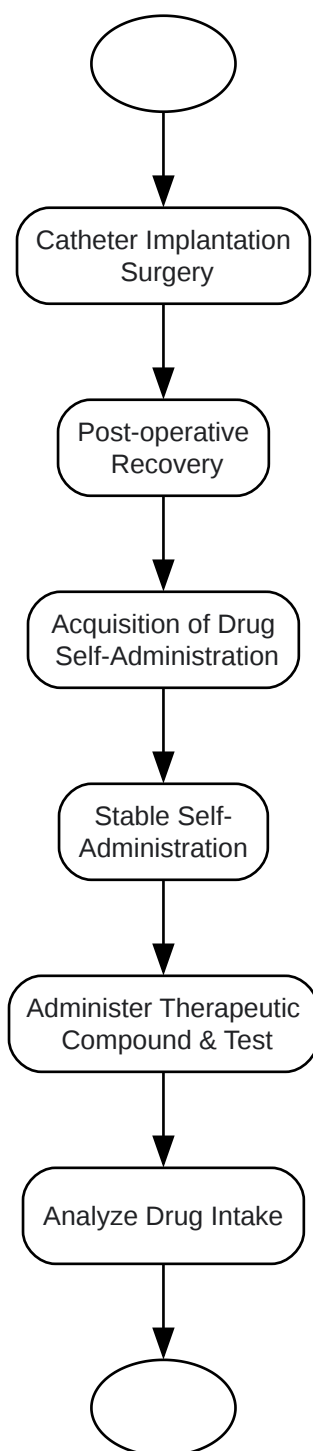 Catheter Implantation
Surgery
Post-operative
Recovery
Acquisition of Drug
Self-Administration
Stable Self-
Administration
Administer Therapeutic
Compound & Test
Analyze Drug Intake